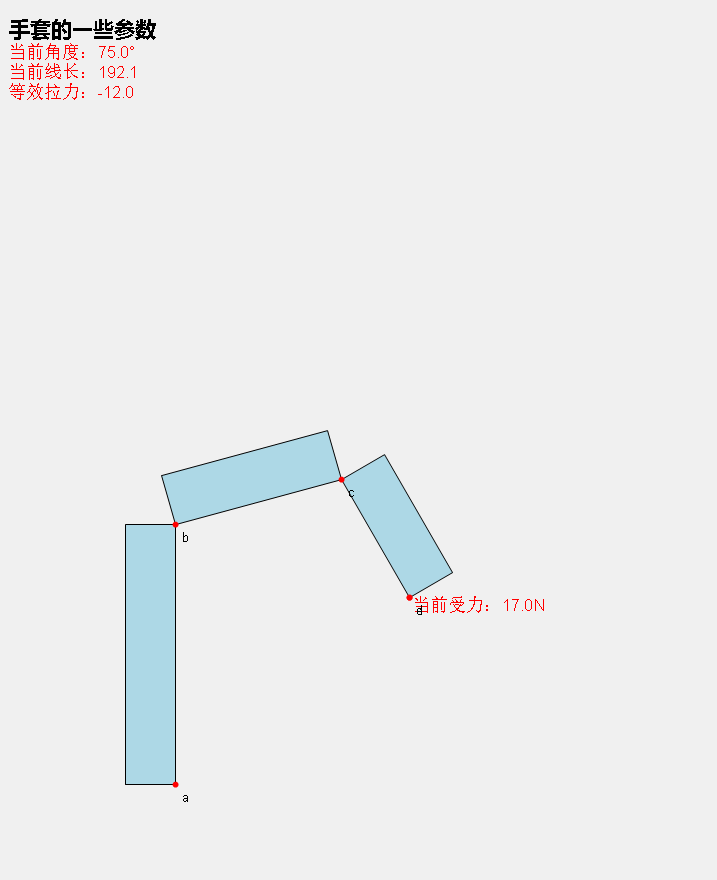 手套的一些参数
当前角度：75.0°
当前线长：192.1
等效拉力：-12.0
c
b
当前受力：17.0N
d
a